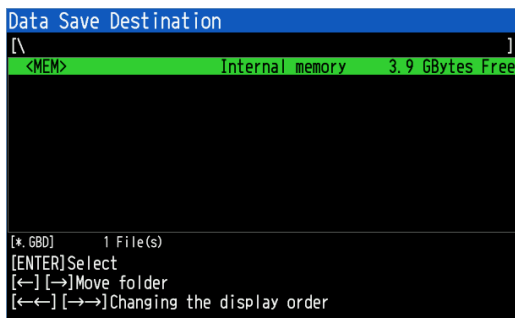 Data Save Destination
[\ ]
<MEM> Internal memory 3.9 GBytes Free
[*.GBD] 1 File(s)
[ENTER]Select
[←][→]Move folder
[←←][→→]Changing the display order